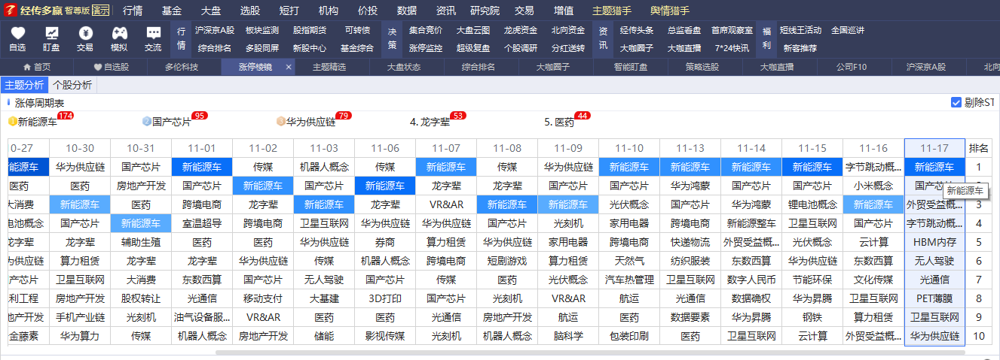 经传多赢 智尊版 演示 行情 基金 大盘 选股 短打 机构 价投 数据 资讯 研究院 交易 增值 主题猎手 舆情猎手
自选 盯盘 交易 模拟 交流 行情 沪深京A股 板块监测 股指期货 可转债 决策 集合竞价 大盘云图 龙虎资金 北向资金 资讯 经传头条 总监看盘 首席观察室 福利 短线王活动 全国巡讲
综合排名 多股同屏 新股中心 基金综合 涨停监控 超级复盘 个股调研 分红送转 大咖圈子 大咖直播 7*24快讯 新客推荐
首页 自选股 多伦科技 涨停棱镜 × 主题精选 大盘状态 综合排名 大咖圈子 智能盯盘 策略选股 大咖直播 公司F10 沪深京A股 北向
主题分析 个股分析
涨停周期表 剔除ST
1 新能源车 174 2 国产芯片 95 3 华为供应链 79 4. 龙字辈 53 5. 医药 44
0-27 10-30 10-31 11-01 11-02 11-03 11-06 11-07 11-08 11-09 11-10 11-13 11-14 11-15 11-16 11-17 排名
能源车 华为供应链 国产芯片 新能源车 传媒 机器人概念 传媒 新能源车 传媒 华为供应链 新能源车 新能源车 新能源车 新能源车 字节跳动概... 新能源车 1
医药 医药 房地产开发 国产芯片 新能源车 国产芯片 新能源车 龙字辈 龙字辈 国产芯片 国产芯片 华为鸿蒙 国产芯片 国产芯片 小米概念 国产芯
新能源车
大消费 新能源车 医药 跨境电商 龙字辈 新能源车 龙字辈 VR&AR 新能源车 新能源车 光伏概念 国产芯片 华为鸿蒙 锂电池概念 新能源车 外贸受益概... 3
电池概念 国产芯片 新能源车 室温超导 跨境电商 卫星互联网 华为供应链 华为供应链 国产芯片 光刻机 家用电器 跨境电商 新能源整车 卫星互联网 国产芯片 字节跳动概... 4
龙字辈 龙字辈 辅助生殖 医药 医药 华为供应链 券商 算力租赁 华为供应链 家用电器 跨境电商 快递物流 外贸受益概... 光伏概念 云计算 HBM内存 5
为供应链 算力租赁 龙字辈 龙字辈 华为供应链 传媒 机器人概念 跨境电商 短剧游戏 算力租赁 天然气 纺织服装 东数西算 华为供应链 东数西算 无人驾驶 6
产芯片 卫星互联网 大消费 东数西算 国产芯片 无人驾驶 国产芯片 传媒 医药 光伏概念 汽车热管理 卫星互联网 数字人民币 节能环保 文化传媒 光通信 7
利工程 房地产开发 股权转让 光通信 移动支付 大基建 3D打印 国产芯片 光刻机 VR&AR 航运 光通信 数据确权 华为昇腾 卫星互联网 PET薄膜 8
地产开发 手机产业链 光刻机 油气设备服... VR&AR 医药 医药 光通信 房地产开发 航运 医药 数据要素 华为昇腾 钢铁 算力租赁 卫星互联网 9
金藤素 华为算力 传媒 机器人概念 房地产开发 储能 影视传媒 光刻机 机器人概念 脑科学 包装印刷 医药 卫星互联网 云计算 外贸受益概... 华为供应链 10